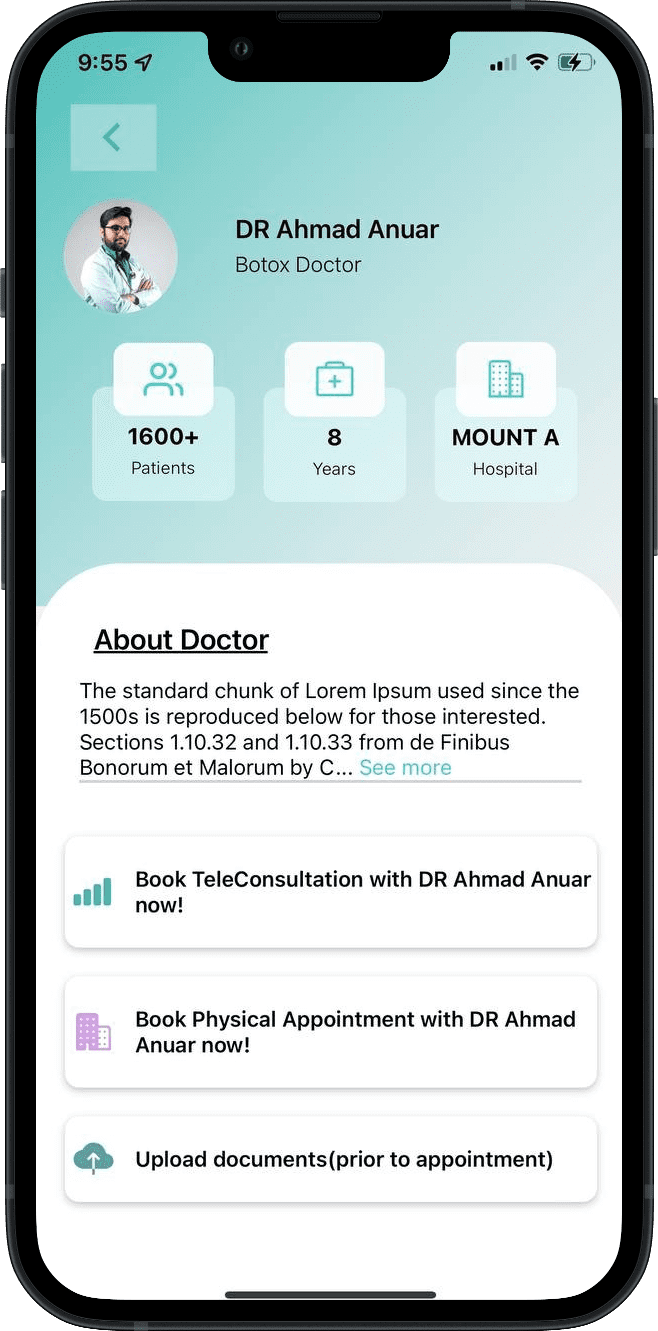 9:55
DR Ahmad Anuar
Botox Doctor
1600+
Patients
8
Years
MOUNT A
Hospital
About Doctor
The standard chunk of Lorem Ipsum used since the
1500s is reproduced below for those interested.
Sections 1.10.32 and 1.10.33 from de Finibus
Bonorum et Malorum by C... See more
Book TeleConsultation with DR Ahmad Anuar
now!
Book Physical Appointment with DR Ahmad
Anuar now!
Upload documents(prior to appointment)